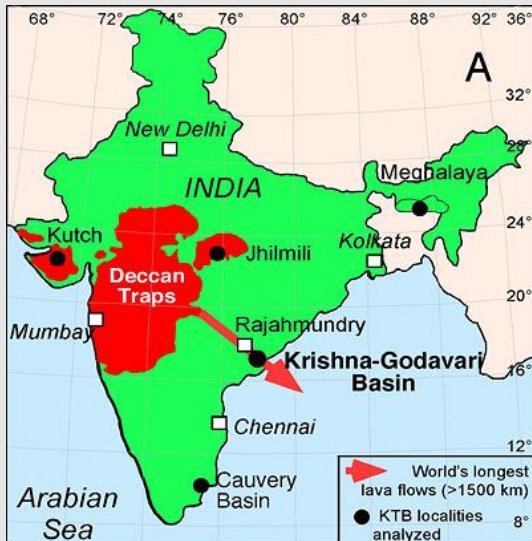 68° 72 74 76° 80° 84° 88° 92° 36°
A
New Delhi
28°
INDIA
Meghalaya
24°
Kutch
Jhilmili
Kolkata
Deccan
Traps
20°
Mumbay
Rajahmundry
Krishna-Godavari
Basin
16°
Chennai
12°
Cauvery
Basin
Arabian
Sea
World's longest
lava flows (>1500 km)
KTB localities
analyzed
8°